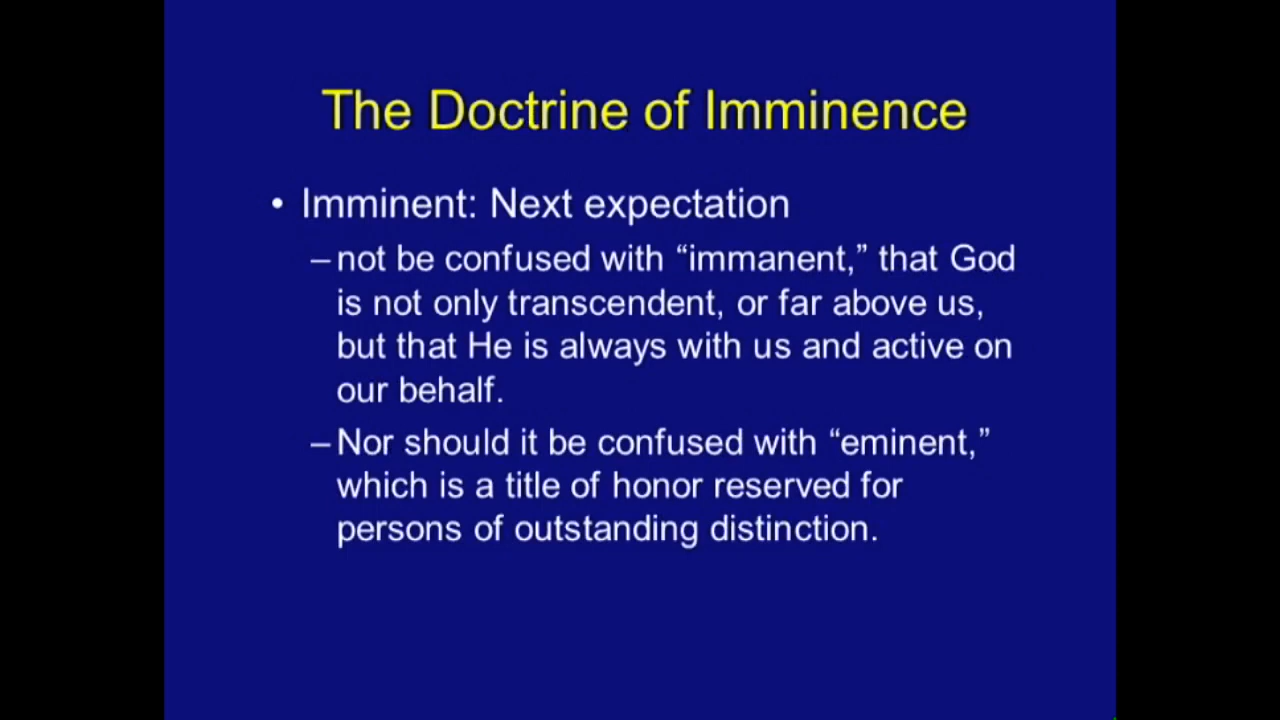 The Doctrine of Imminence
• Imminent: Next expectation
– not be confused with “immanent,” that God
is not only transcendent, or far above us,
but that He is always with us and active on
our behalf.
– Nor should it be confused with “eminent,”
which is a title of honor reserved for
persons of outstanding distinction.